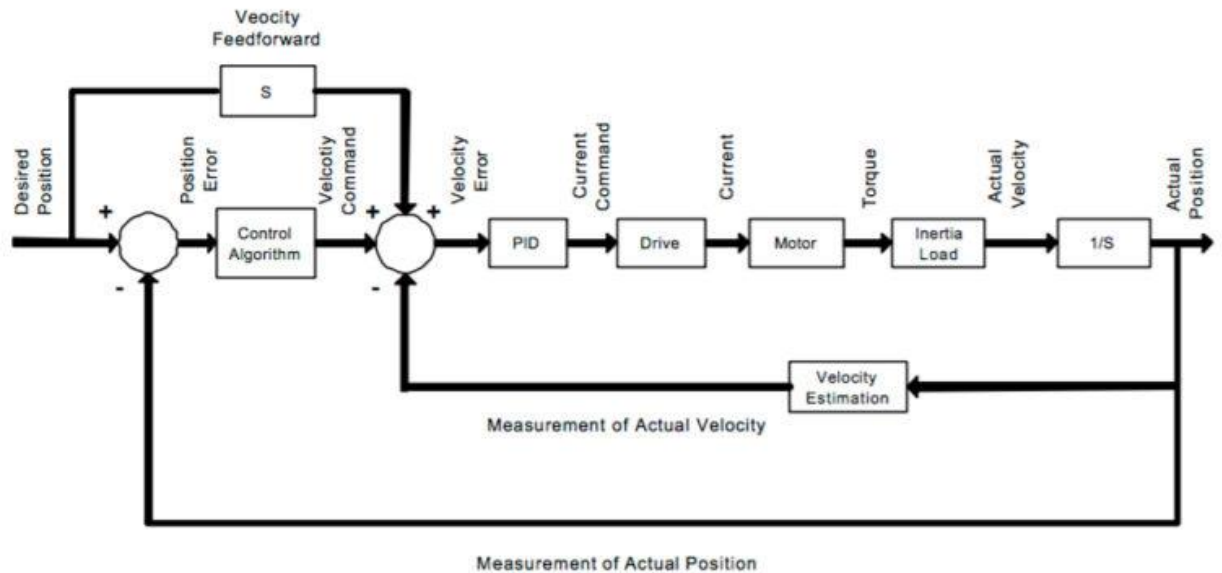 Veocity
Feedforward
S
Desired
Position
Position
Error
Velcotiy
Command
Velocity
Error
Current
Command
Current
Torque
Actual
Velocity
Actual
Position
+
-
Control
Algorithm
+
+
-
PID
Drive
Motor
Inertia
Load
1/S
Velocity
Estimation
Measurement of Actual Velocity
Measurement of Actual Position